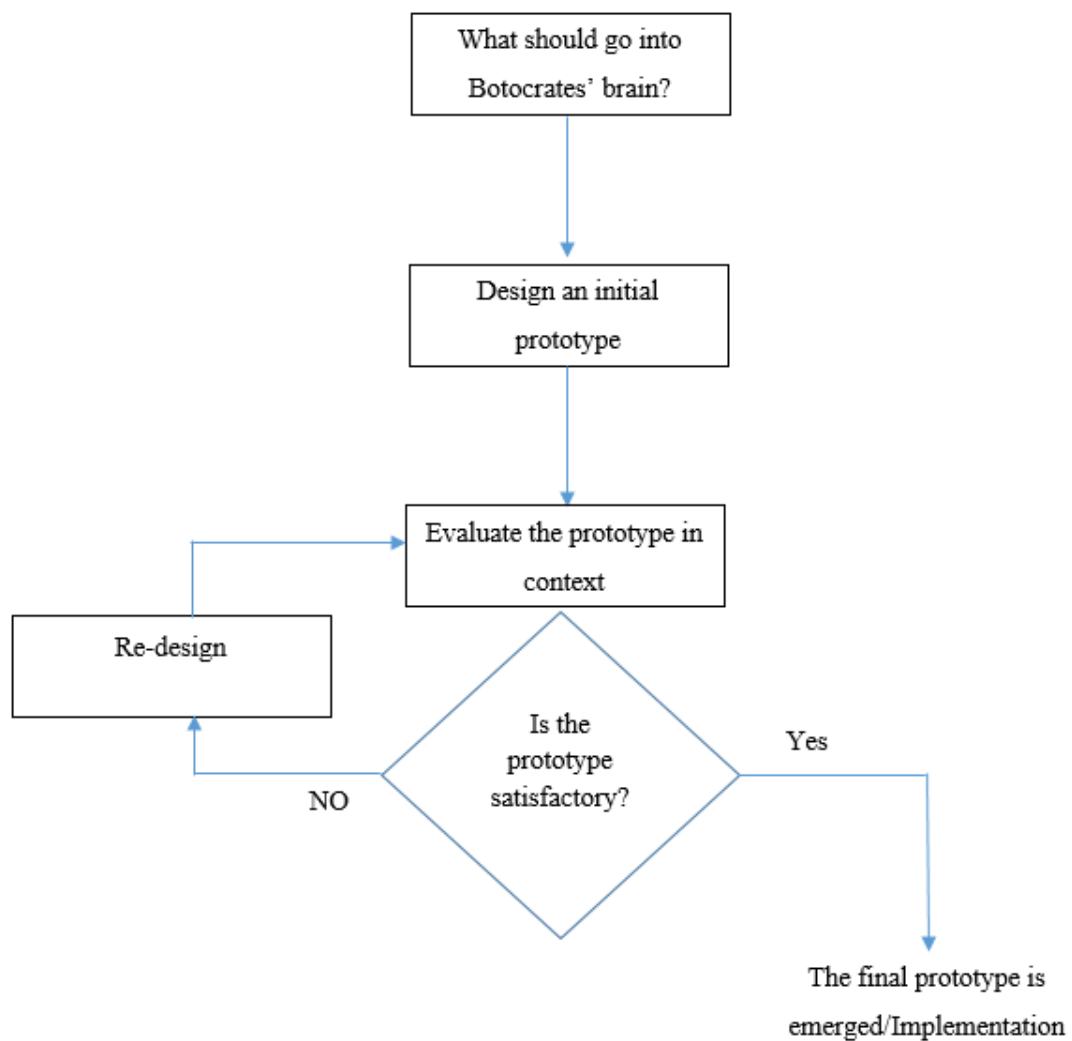 What should go into
Botocrates’ brain?
Design an initial
prototype
Evaluate the prototype in
context
Re-design
Is the
prototype
satisfactory?
Yes
NO
The final prototype is
emerged/Implementation